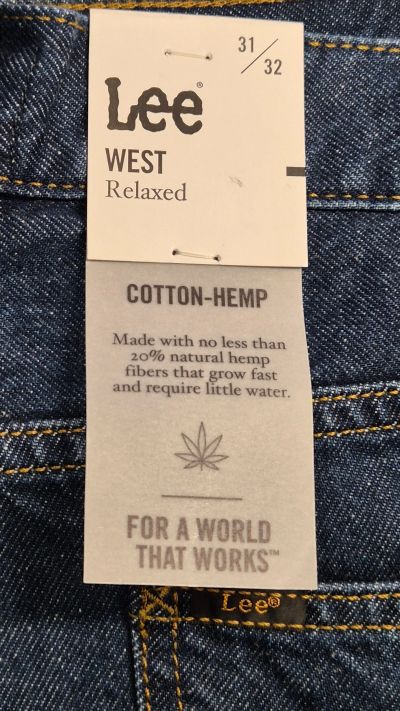 31/32
Lee®
WEST
Relaxed
COTTON-HEMP
Made with no less than
20% natural hemp
fibers that grow fast
and require little water.
FOR A WORLD
THAT WORKS™
Lee®